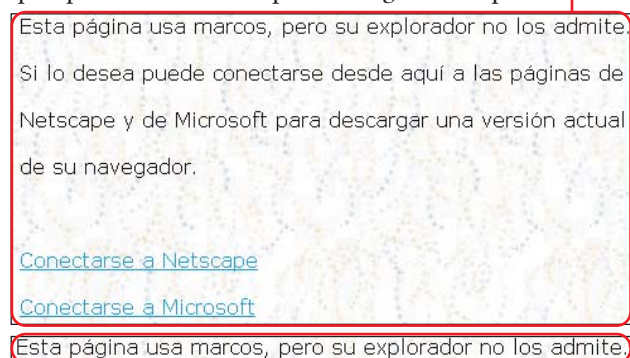 Esta página usa marcos, pero su explorador no los admite.
Si lo desea puede conectarse desde aquí a las páginas de
Netscape y de Microsoft para descargar una versión actual
de su navegador.
Conectarse a Netscape
Conectarse a Microsoft
Esta página usa marcos, pero su explorador no los admite.